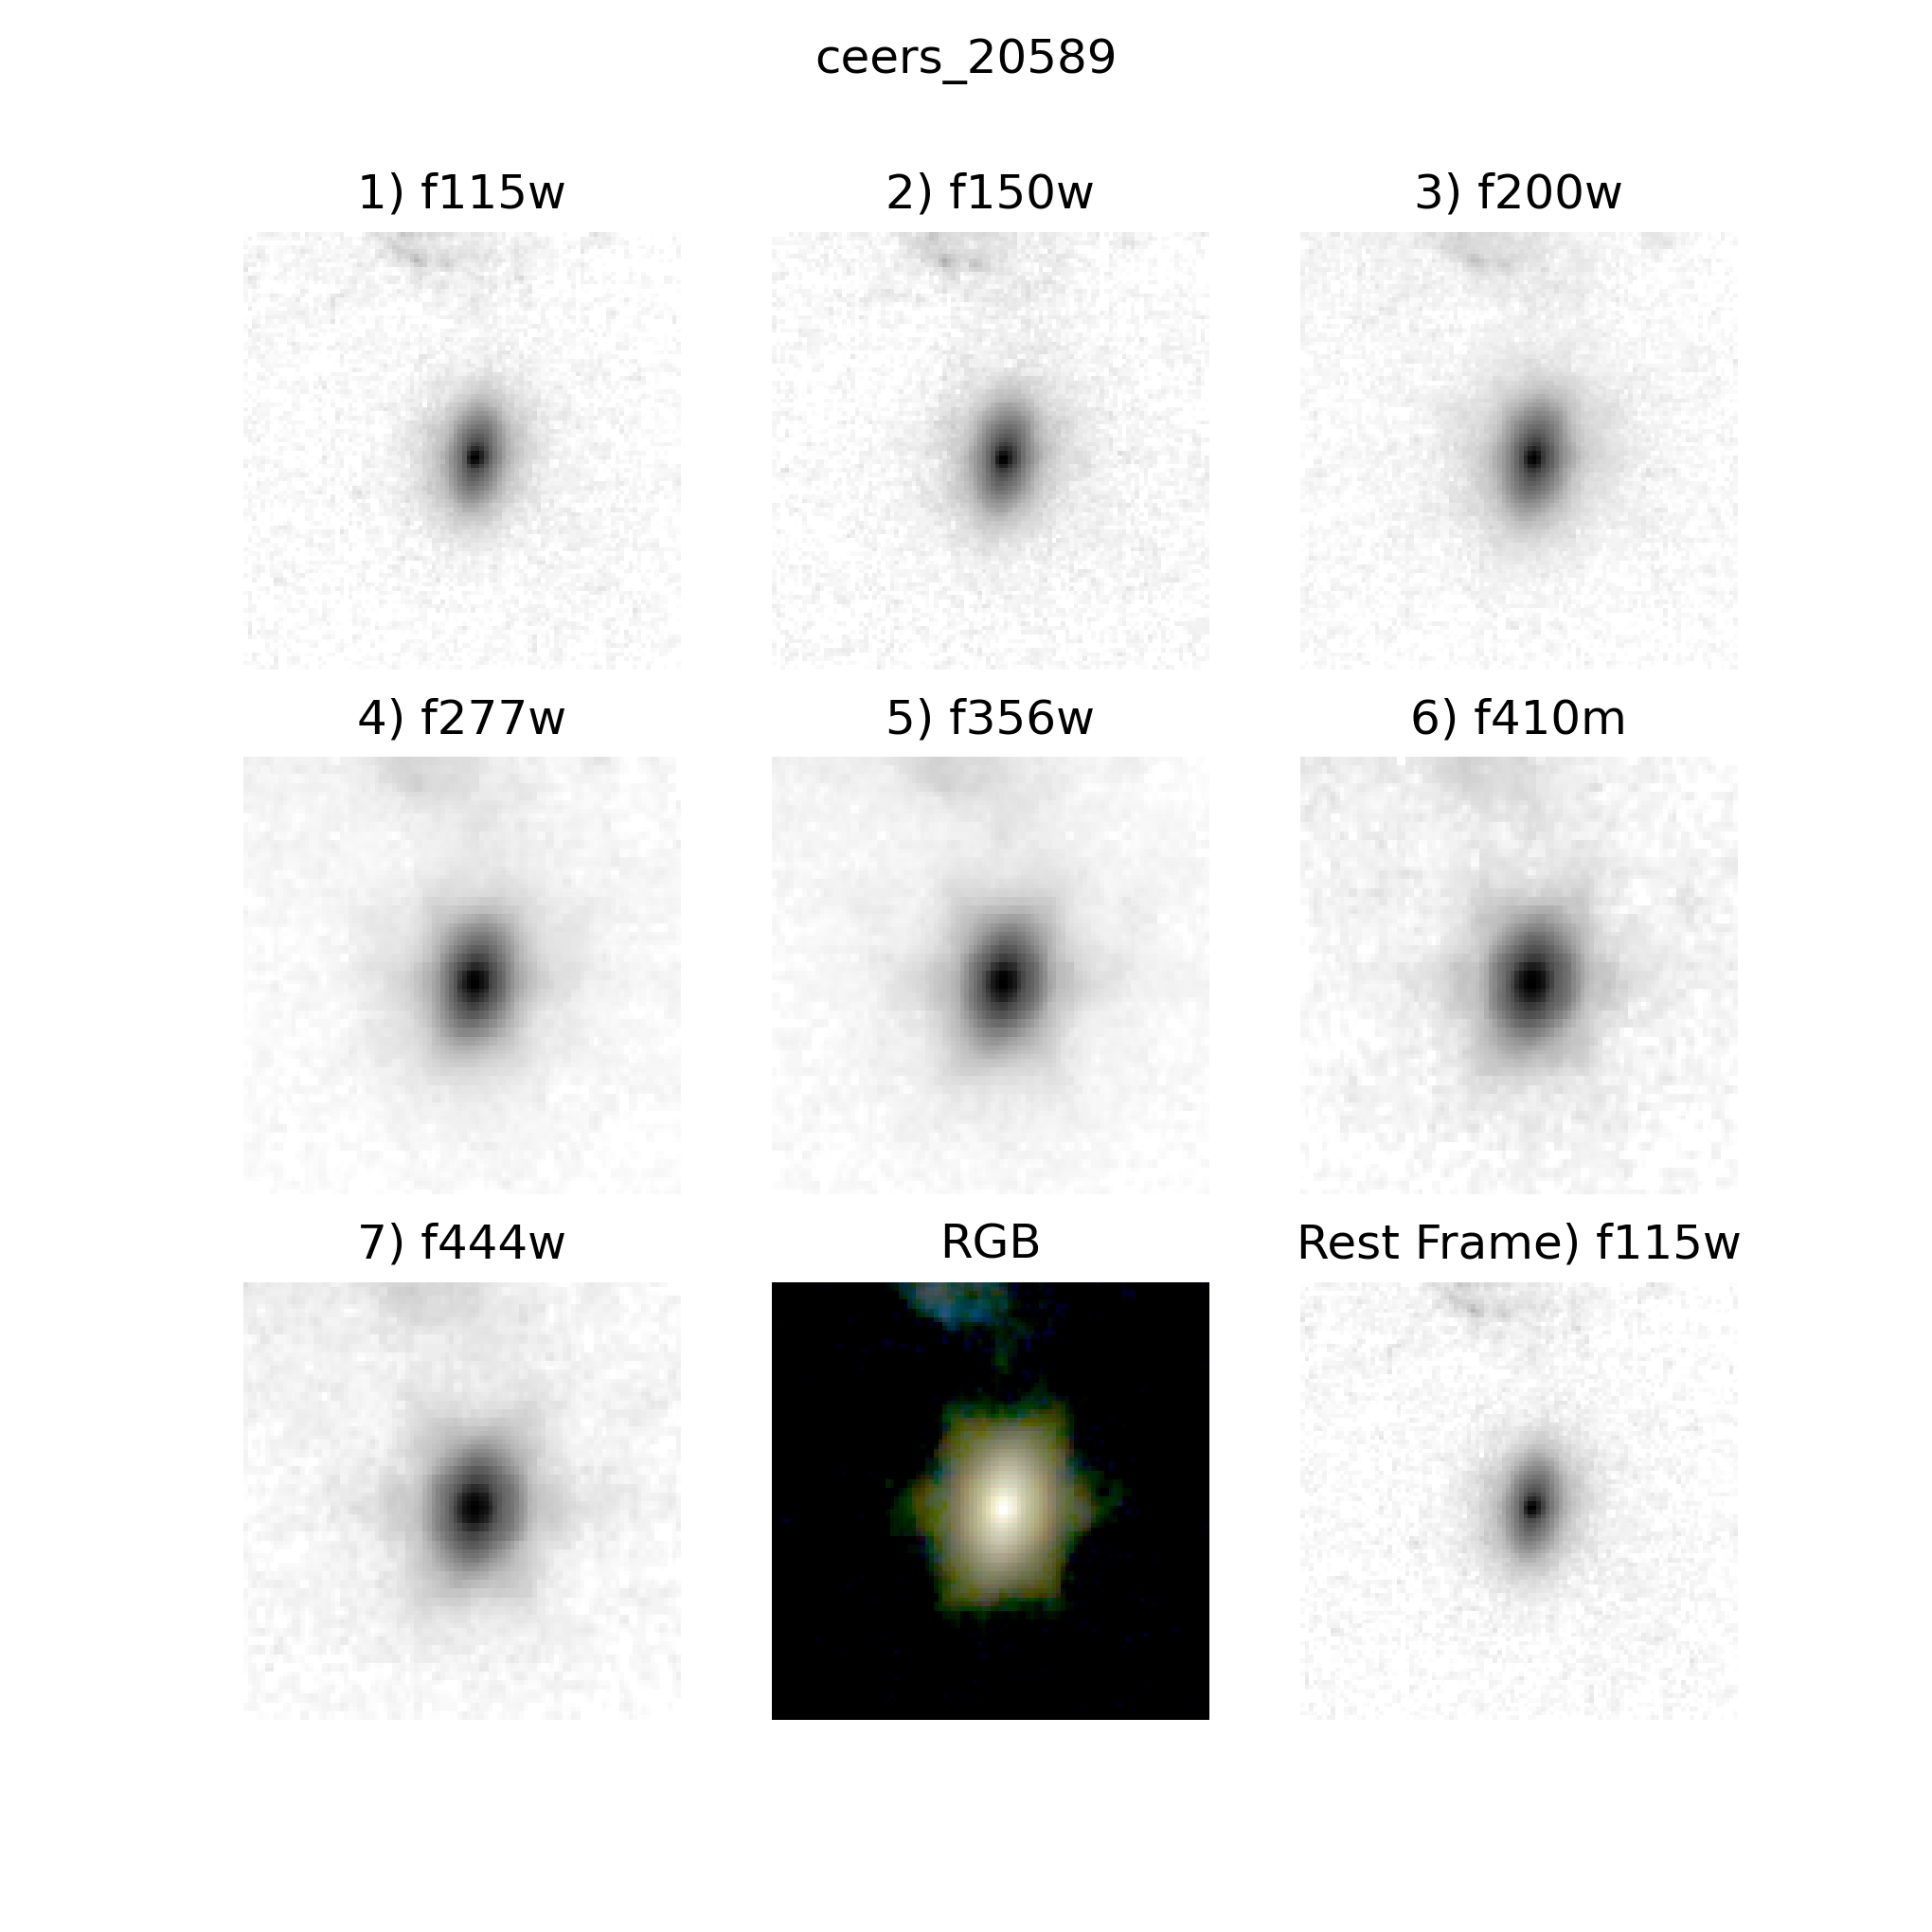 ceers_20589
1) f115w
2) f150w
3) f200w
4) f277w
5) f356w
6) f410m
7) f444w
RGB
Rest Frame) f115w